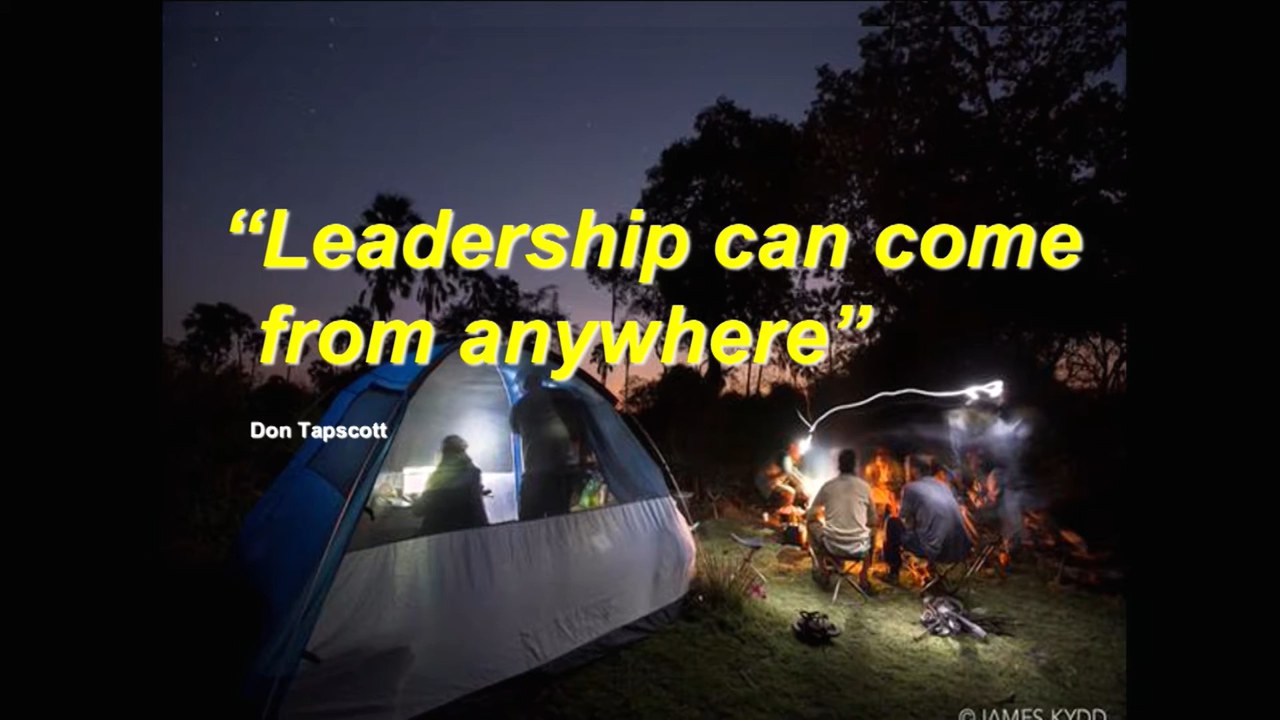 “Leadership can come
from anywhere”
Don Tapscott
© JAMES KYDD